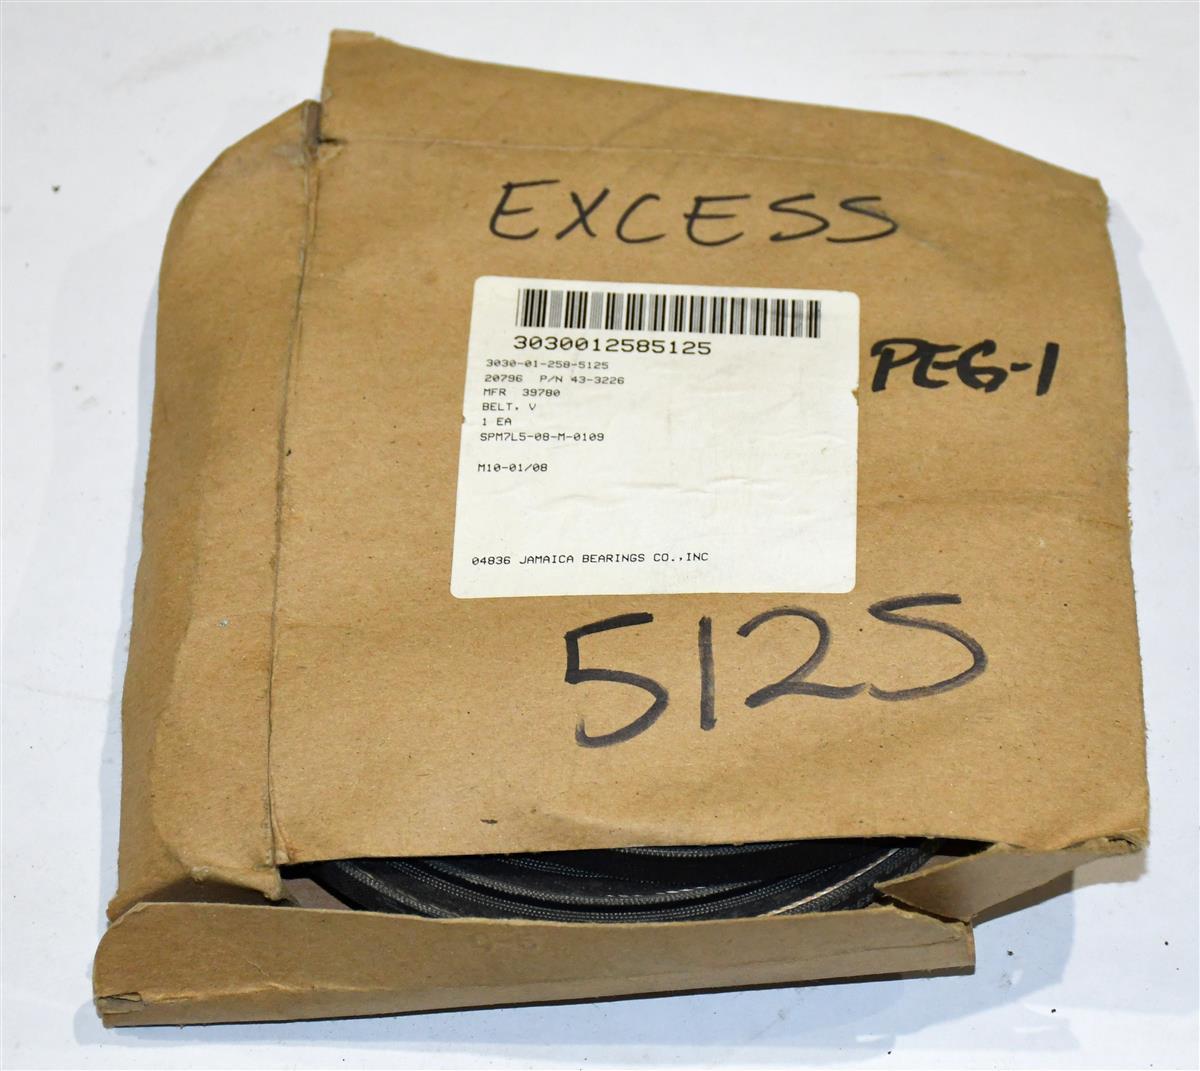 EXCESS
3030012585125
3030-01-258-5125
20796 P/N 43-3226
MFR 39780
BELT, V
1 EA
SPM7L5-08-M-0109
M10-01/08
04836 JAMAICA BEARINGS CO.,INC
PEG-1
5125